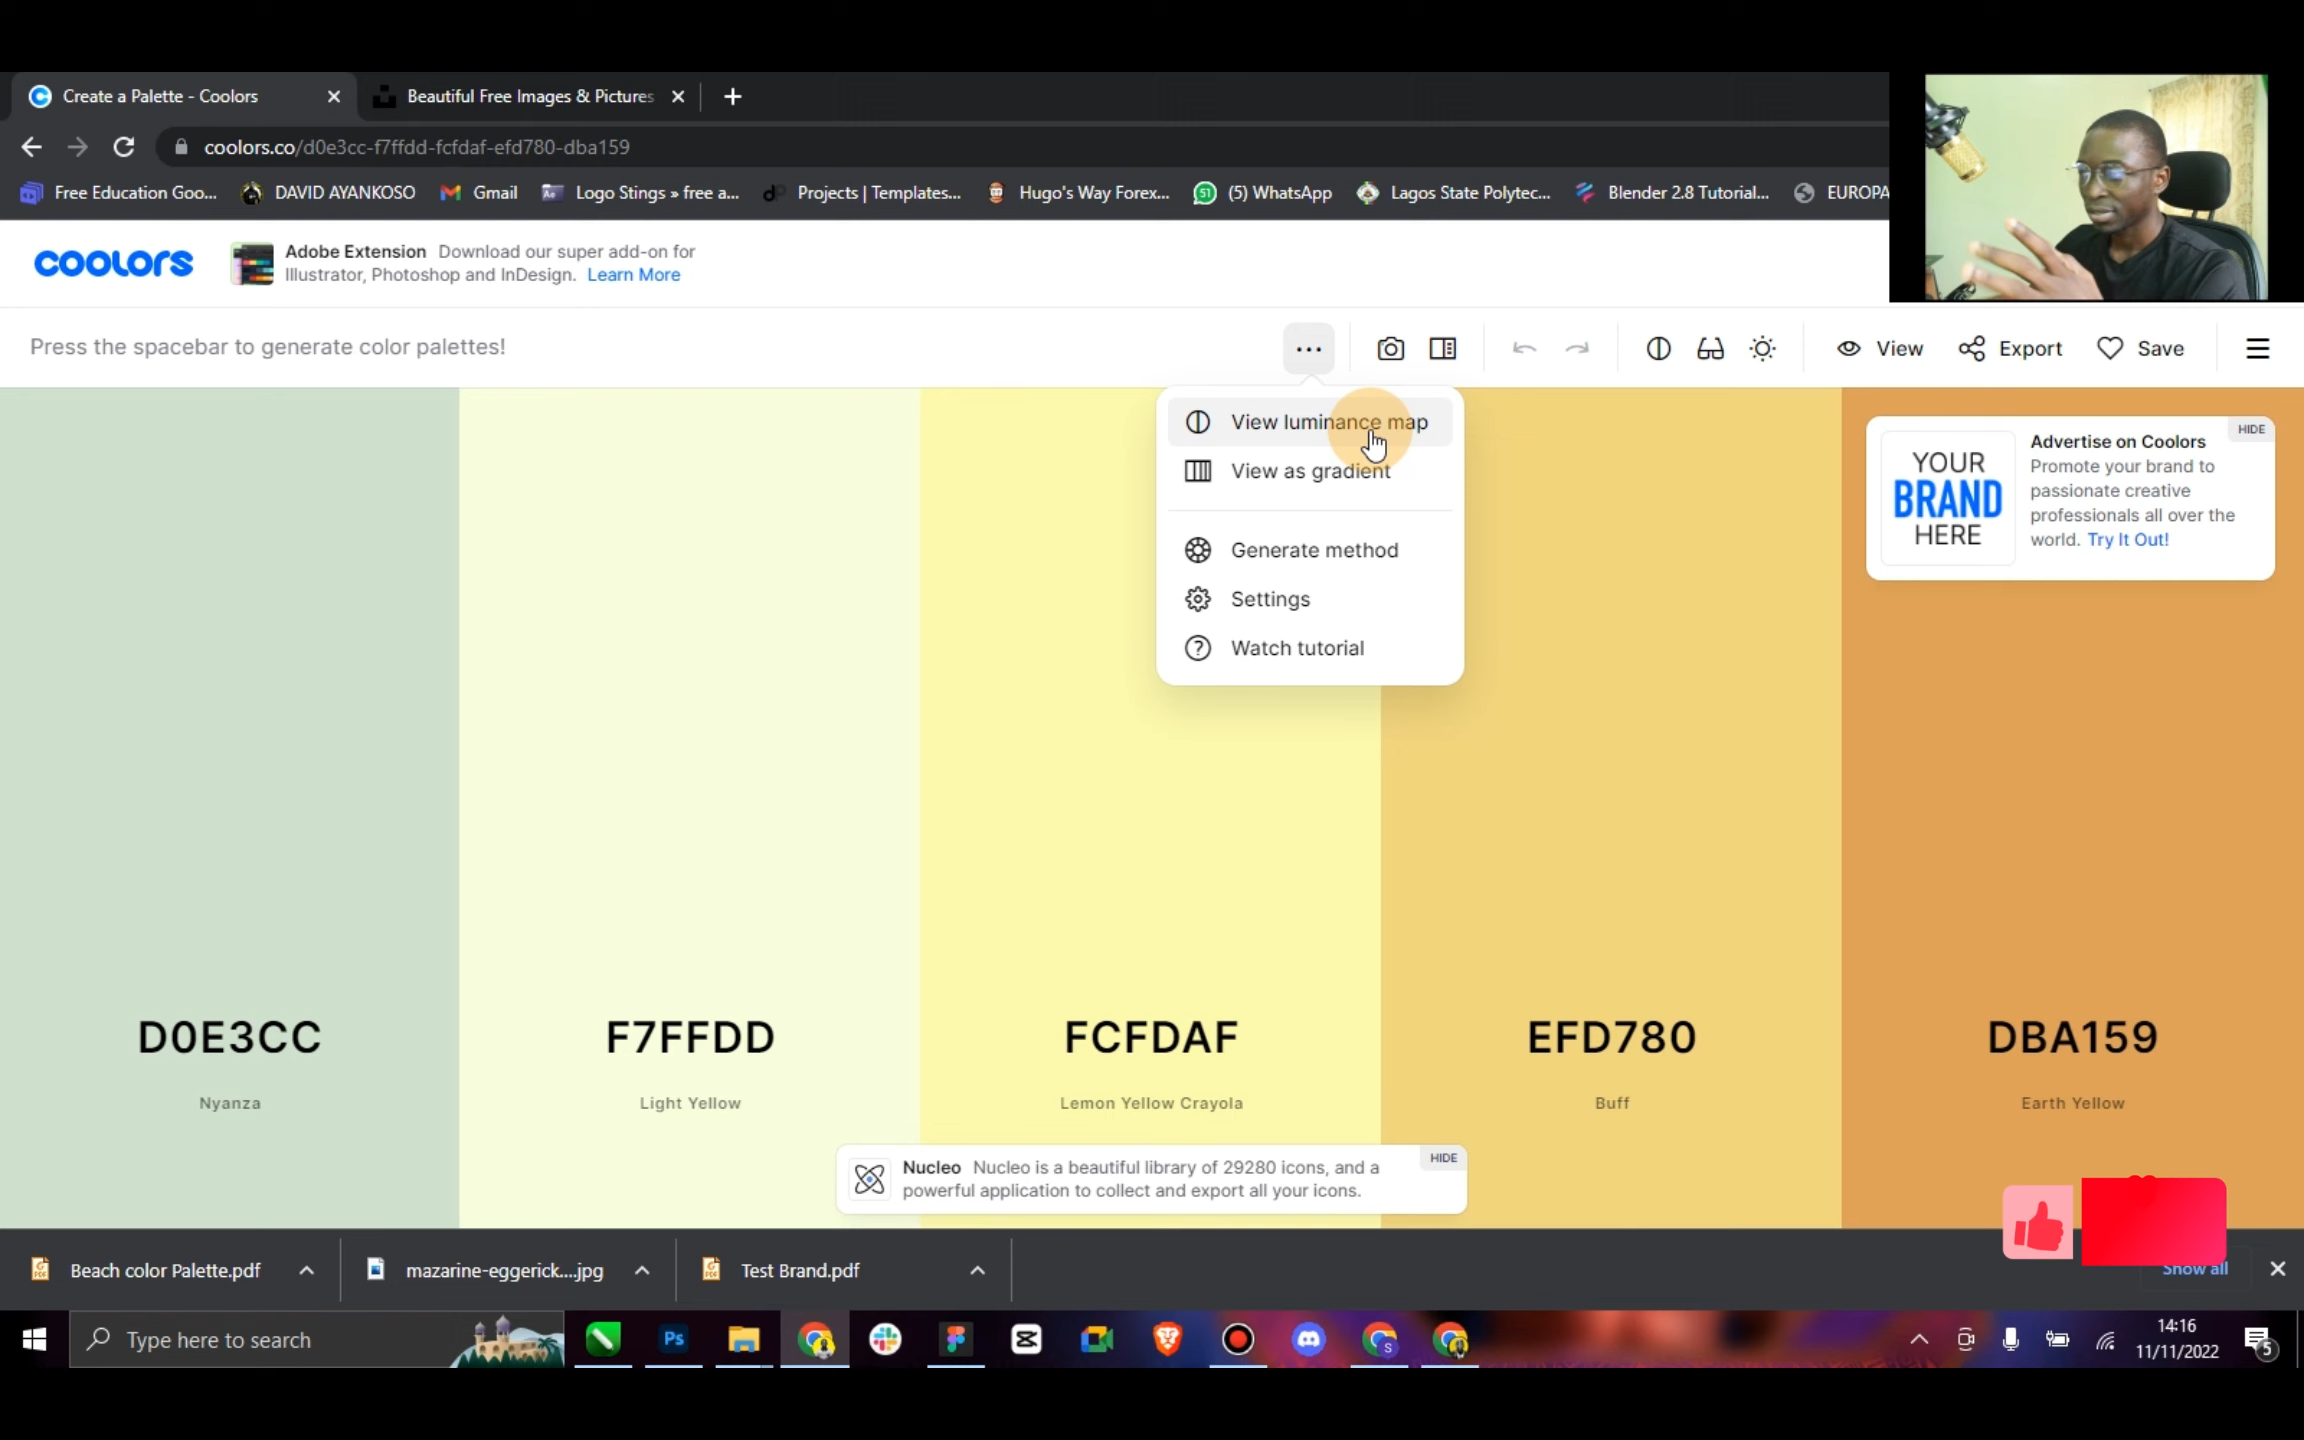 Create a Palette - Coolors
Beautiful Free Images & Pictures
coolors.co/d0e3cc-f7ffdd-fcfdaf-efd780-dba159
Free Education Goo...
DAVID AYANKOSO
Gmail
Logo Stings » free a...
Projects | Templates...
Hugo's Way Forex...
(5) WhatsApp
Lagos State Polytec...
Blender 2.8 Tutorial...
EUROPA
coolors
Adobe Extension Download our super add-on for
Illustrator, Photoshop and InDesign. Learn More
Press the spacebar to generate color palettes!
View
Export
Save
View luminance map
View as gradient
Generate method
Settings
Watch tutorial
HIDE
YOUR
BRAND
HERE
Advertise on Coolors
Promote your brand to
passionate creative
professionals all over the
world. Try It Out!
D0E3CC
F7FFDD
FCFDAF
EFD780
DBA159
Nyanza
Light Yellow
Lemon Yellow Crayola
Buff
Earth Yellow
HIDE
Nucleo Nucleo is a beautiful library of 29280 icons, and a
powerful application to collect and export all your icons.
Beach color Palette.pdf
mazarine-eggerick....jpg
Test Brand.pdf
Show all
Type here to search
Ps
S
14:16
11/11/2022
5